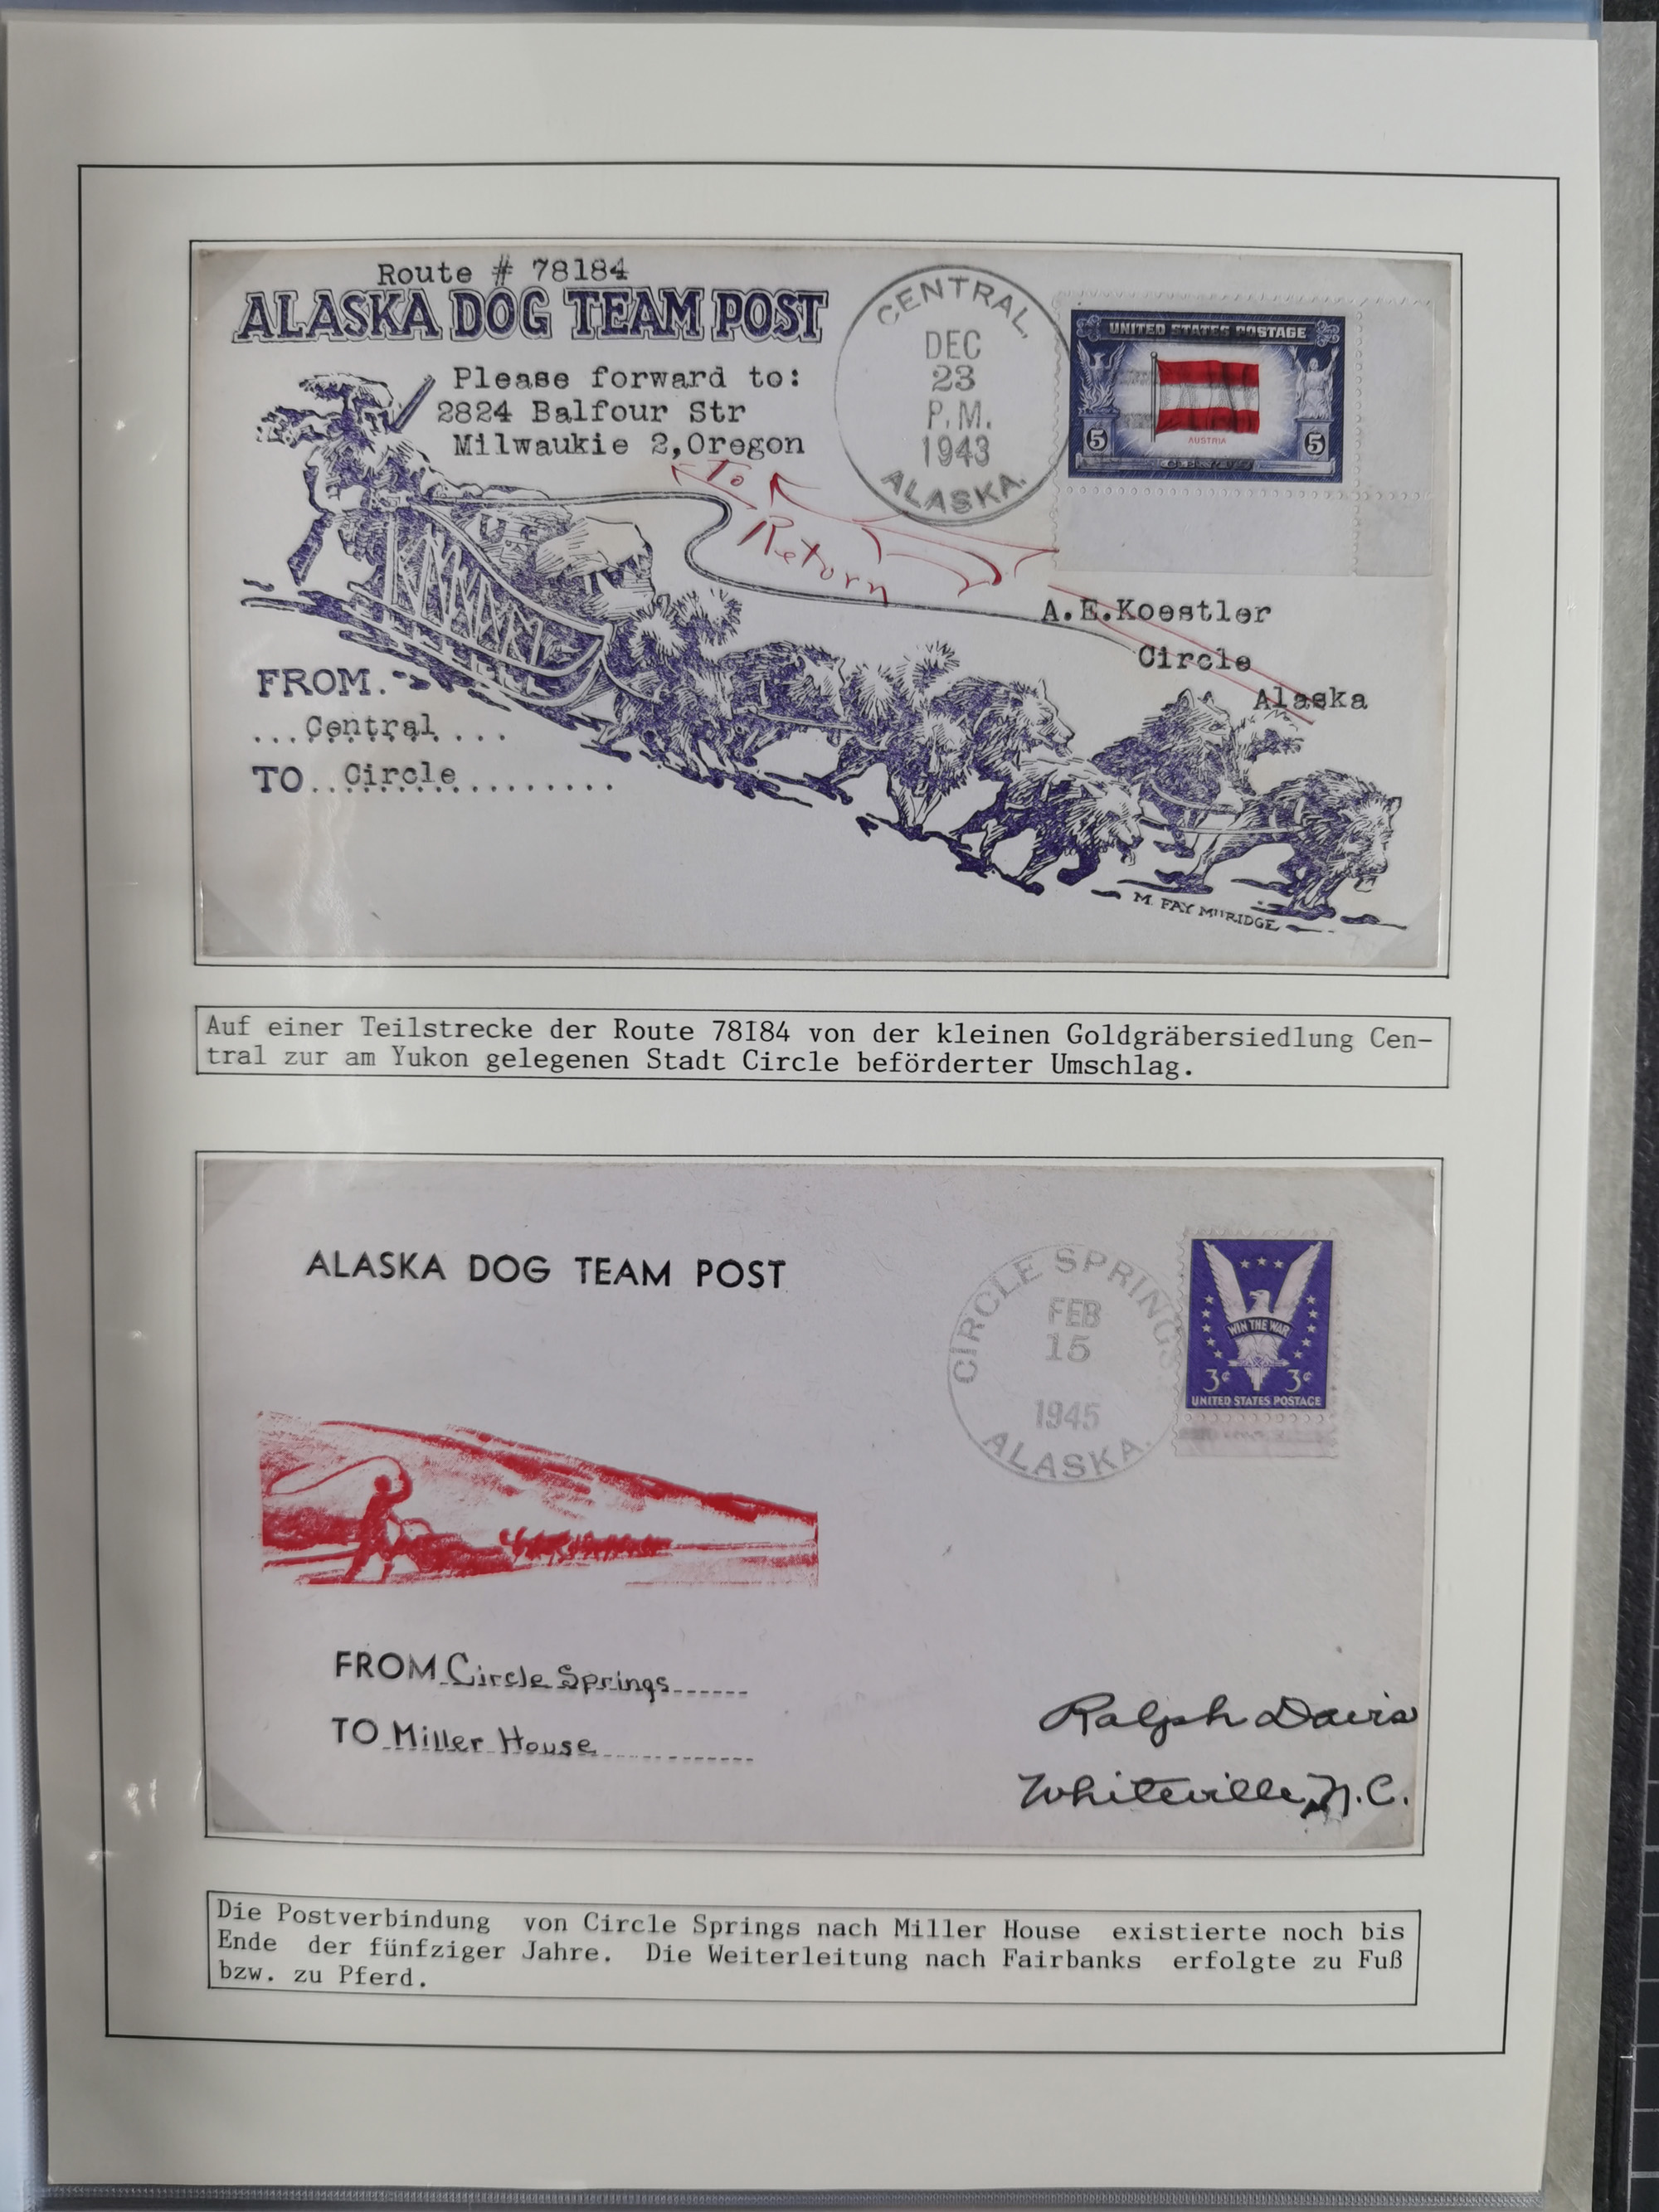 Route # 78184
ALASKA DOG TEAM POST
Please forward to:
2824 Balfour Str
Milwaukie 2,Oregon
CENTRAL,
DEC
23
P.M.
1943
ALASKA.
UNITED STATES POSTAGE
5
5
AUSTRIA
CENTS
To
Return
A.E.Koestler
Circle
Alaska
FROM.
Central
TO Circle
M. FAY MURIDGE
Auf einer Teilstrecke der Route 78184 von der kleinen Goldgräbersiedlung Cen-
tral zur am Yukon gelegenen Stadt Circle beförderter Umschlag.
ALASKA DOG TEAM POST
CIRCLE SPRINGS
FEB
15
1945
ALASKA.
WIN THE WAR
3¢ 3¢
UNITED STATES POSTAGE
FROM Circle Springs
TO Miller House
Ralph Davis
Whiteville, N.C.
Die Postverbindung von Circle Springs nach Miller House existierte noch bis
Ende der fünfziger Jahre. Die Weiterleitung nach Fairbanks erfolgte zu Fuß
bzw. zu Pferd.